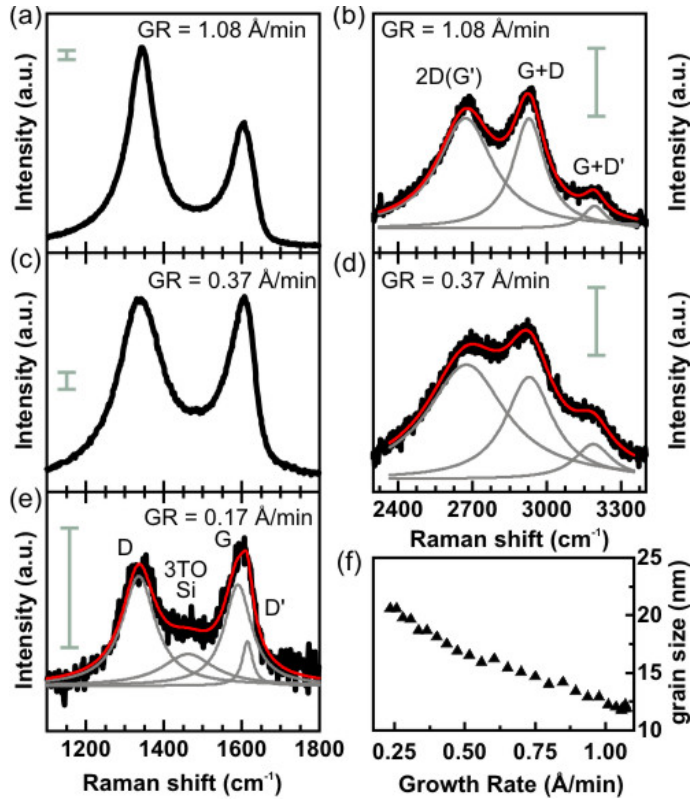 (a)
GR = 1.08 Å/min
Intensity (a.u.)
(b)
GR = 1.08 Å/min
2D(G')
G+D
G+D'
Intensity (a.u.)
(c)
GR = 0.37 Å/min
Intensity (a.u.)
(d)
GR = 0.37 Å/min
Intensity (a.u.)
2400 2700 3000 3300
Raman shift (cm⁻¹)
(e)
GR = 0.17 Å/min
D
3TO
Si
G
D'
Intensity (a.u.)
1200 1400 1600 1800
Raman shift (cm⁻¹)
(f)
25
20
15
10
grain size (nm)
0.25 0.50 0.75 1.00
Growth Rate (Å/min)